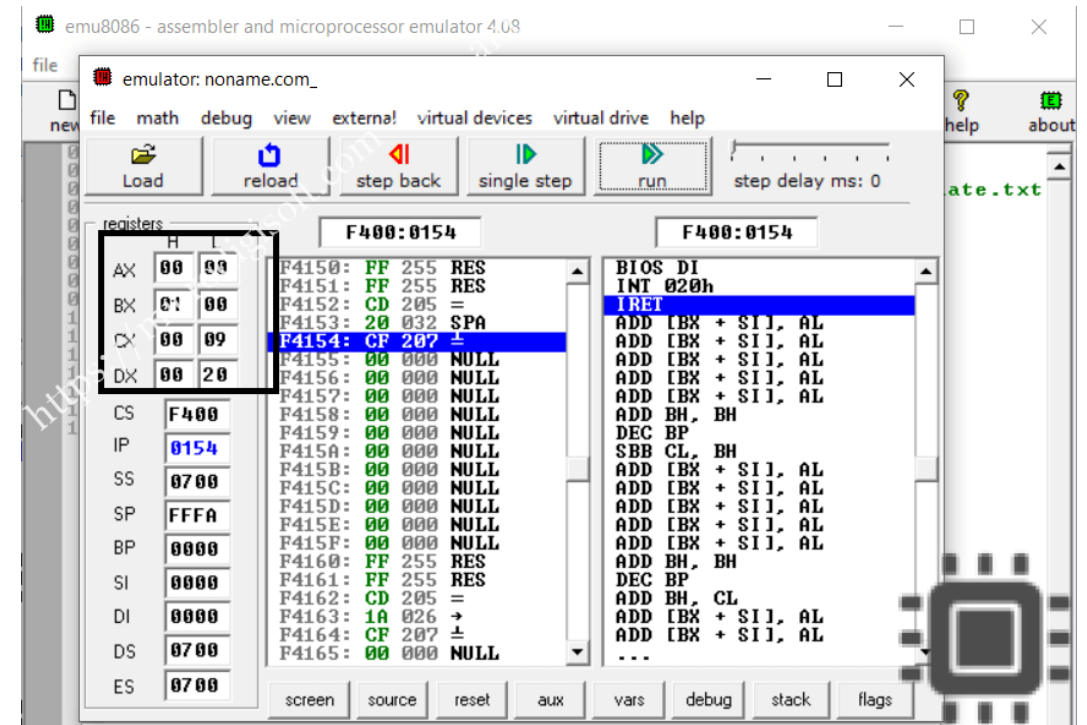 emu8086 - assembler and microprocessor emulator 4.08
file
new
help
about
emulator: noname.com_
file math debug view external virtual devices virtual drive help
Load reload step back single step run step delay ms: 0
ate.txt
registers
F400:0154 F400:0154
H L
AX 00 00
BX 01 00
CX 00 09
DX 00 20
CS F400
IP 0154
SS 0700
SP FFFA
BP 0000
SI 0000
DI 0000
DS 0700
ES 0700
F4150: FF 255 RES
F4151: FF 255 RES
F4152: CD 205 =
F4153: 20 032 SPA
F4154: CF 207 ╧
F4155: 00 000 NULL
F4156: 00 000 NULL
F4157: 00 000 NULL
F4158: 00 000 NULL
F4159: 00 000 NULL
F415A: 00 000 NULL
F415B: 00 000 NULL
F415C: 00 000 NULL
F415D: 00 000 NULL
F415E: 00 000 NULL
F415F: 00 000 NULL
F4160: FF 255 RES
F4161: FF 255 RES
F4162: CD 205 =
F4163: 1A 026 →
F4164: CF 207 ╧
F4165: 00 000 NULL
BIOS DI
INT 020h
IRET
ADD [BX + SI], AL
ADD [BX + SI], AL
ADD [BX + SI], AL
ADD [BX + SI], AL
ADD [BX + SI], AL
ADD BH, BH
DEC BP
SBB CL, BH
ADD [BX + SI], AL
ADD [BX + SI], AL
ADD [BX + SI], AL
ADD [BX + SI], AL
ADD [BX + SI], AL
ADD BH, BH
DEC BP
ADD BH, CL
ADD [BX + SI], AL
ADD [BX + SI], AL
...
screen source reset aux vars debug stack flags